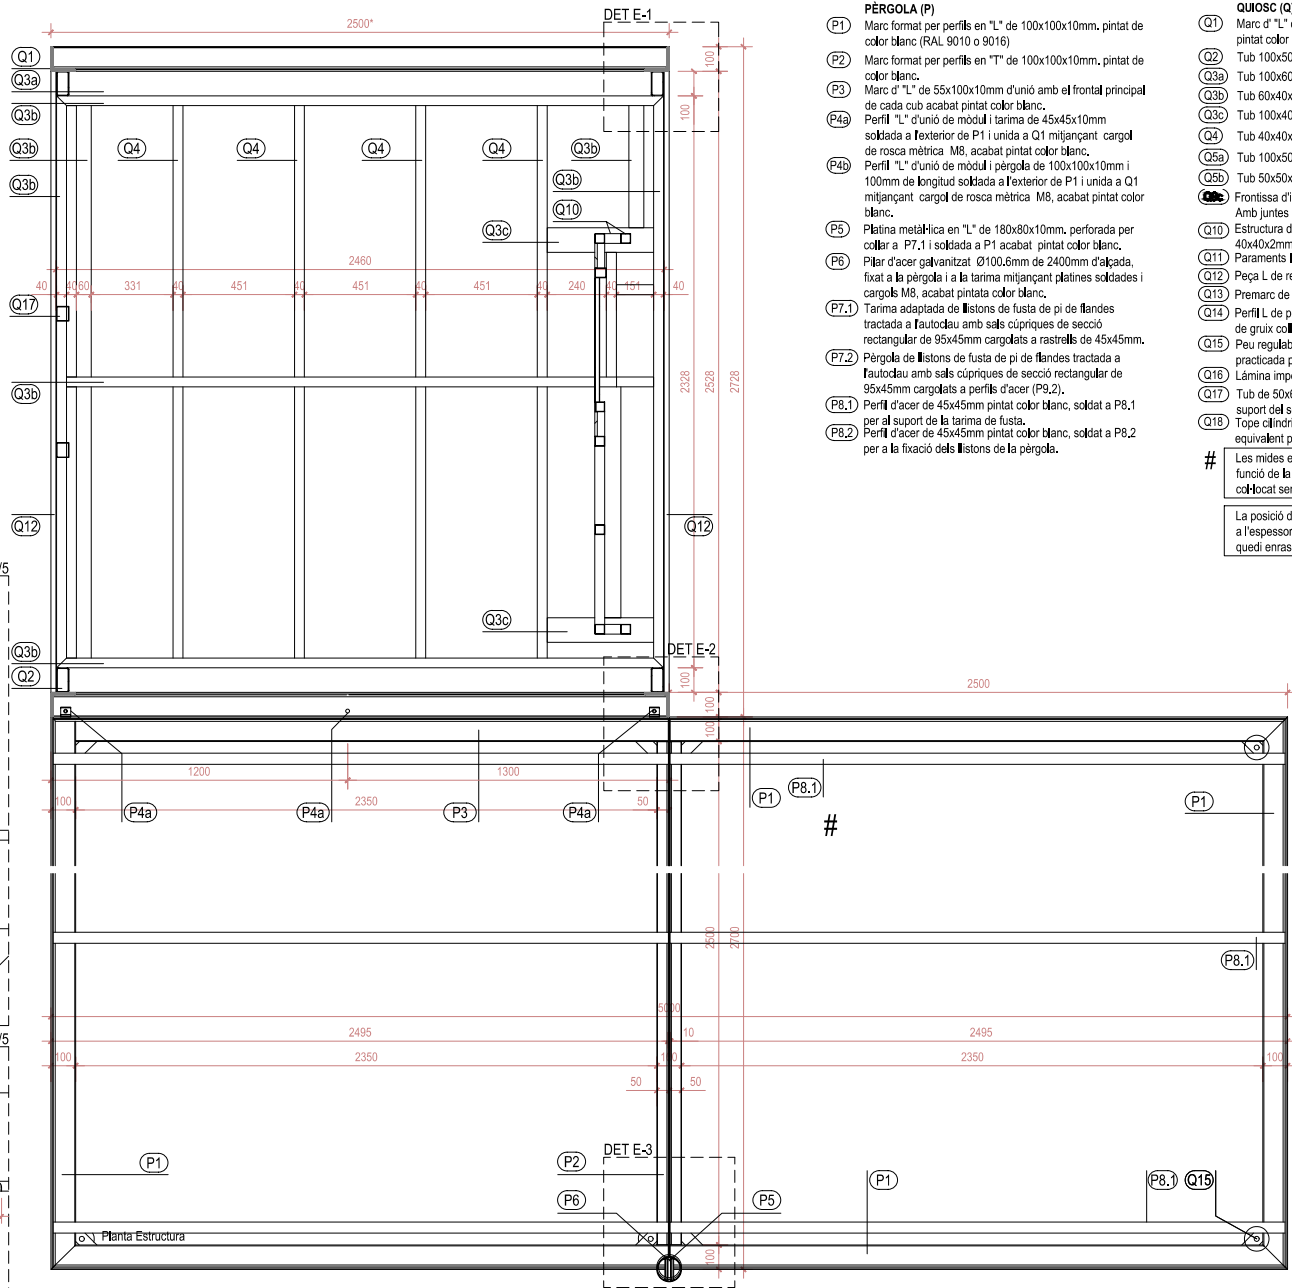 PÈRGOLA (P)
P1 Marc format per perfils en "L" de 100x100x10mm. pintat de
color blanc (RAL 9010 o 9016)
P2 Marc format per perfils en "T" de 100x100x10mm. pintat de
color blanc.
P3 Marc d' "L" de 55x100x10mm d'unió amb el frontal principal
de cada cub acabat pintat color blanc.
P4a Perfil "L" d'unió de mòdul i tarima de 45x45x10mm
soldada a l'exterior de P1 i unida a Q1 mitjançant cargol
de rosca mètrica M8, acabat pintat color blanc.
P4b Perfil "L" d'unió de mòdul i pèrgola de 100x100x10mm i
100mm de longitud soldada a l'exterior de P1 i unida a Q1
mitjançant cargol de rosca mètrica M8, acabat pintat color
blanc.
P5 Platina metàl·lica en "L" de 180x80x10mm. perforada per
collar a P7.1 i soldada a P1 acabat pintat color blanc.
P6 Pilar d'acer galvanitzat Ø100.6mm de 2400mm d'alçada,
fixat a la pèrgola i a la tarima mitjançant platines soldades i
cargols M8, acabat pintata color blanc.
P7.1 Tarima adaptada de llistons de fusta de pi de flandes
tractada a l'autoclau amb sals cúpriques de secció
rectangular de 95x45mm cargolats a rastrells de 45x45mm.
P7.2 Pèrgola de llistons de fusta de pi de flandes tractada a
l'autoclau amb sals cúpriques de secció rectangular de
95x45mm cargolats a perfils d'acer (P9.2).
P8.1 Perfil d'acer de 45x45mm pintat color blanc, soldat a P8.1
per al suport de la tarima de fusta.
P8.2 Perfil d'acer de 45x45mm pintat color blanc, soldat a P8.2
per a la fixació dels llistons de la pèrgola.
QUIOSC (Q
Q1 Marc d' "L"
pintat color
Q2 Tub 100x50
Q3a Tub 100x60
Q3b Tub 60x40x
Q3c Tub 100x40
Q4 Tub 40x40x
Q5a Tub 100x50
Q5b Tub 50x50x
Frontissa d'i
Amb juntes
Q10 Estructura d
40x40x2mm
Q11 Paraments
Q12 Peça L de re
Q13 Premarc de
Q14 Perfil L de p
de gruix coll
Q15 Peu regulab
practicada p
Q16 Lámina impe
Q17 Tub de 50x6
suport del s
Q18 Tope cilíndri
equivalent p
# Les mides e
funció de la
col·locat sen
La posició d
a l'espessor
quedi enras
2500*
DET E-1
Q1
Q3a
Q3b
Q3b
Q3b
Q4
Q4
Q4
Q4
Q3b
Q3b
Q10
Q3c
100
100
2460
40
40
60
331
40
451
40
451
40
451
40
240
40
151
40
Q17
Q3b
2328
2528
2728
Q12
Q12
Q3c
Q3b
Q2
DET E-2
100
100
100
2500
1200
1300
100
2350
50
P4a
P4a
P3
P4a
P1
P8.1
P1
#
2500
2700
P8.1
5000
2495
10
2495
100
2350
100
2350
100
50
50
DET E-3
P1
P2
P6
P5
P1
P8.1
Q15
100
Planta Estructura
/5
/5